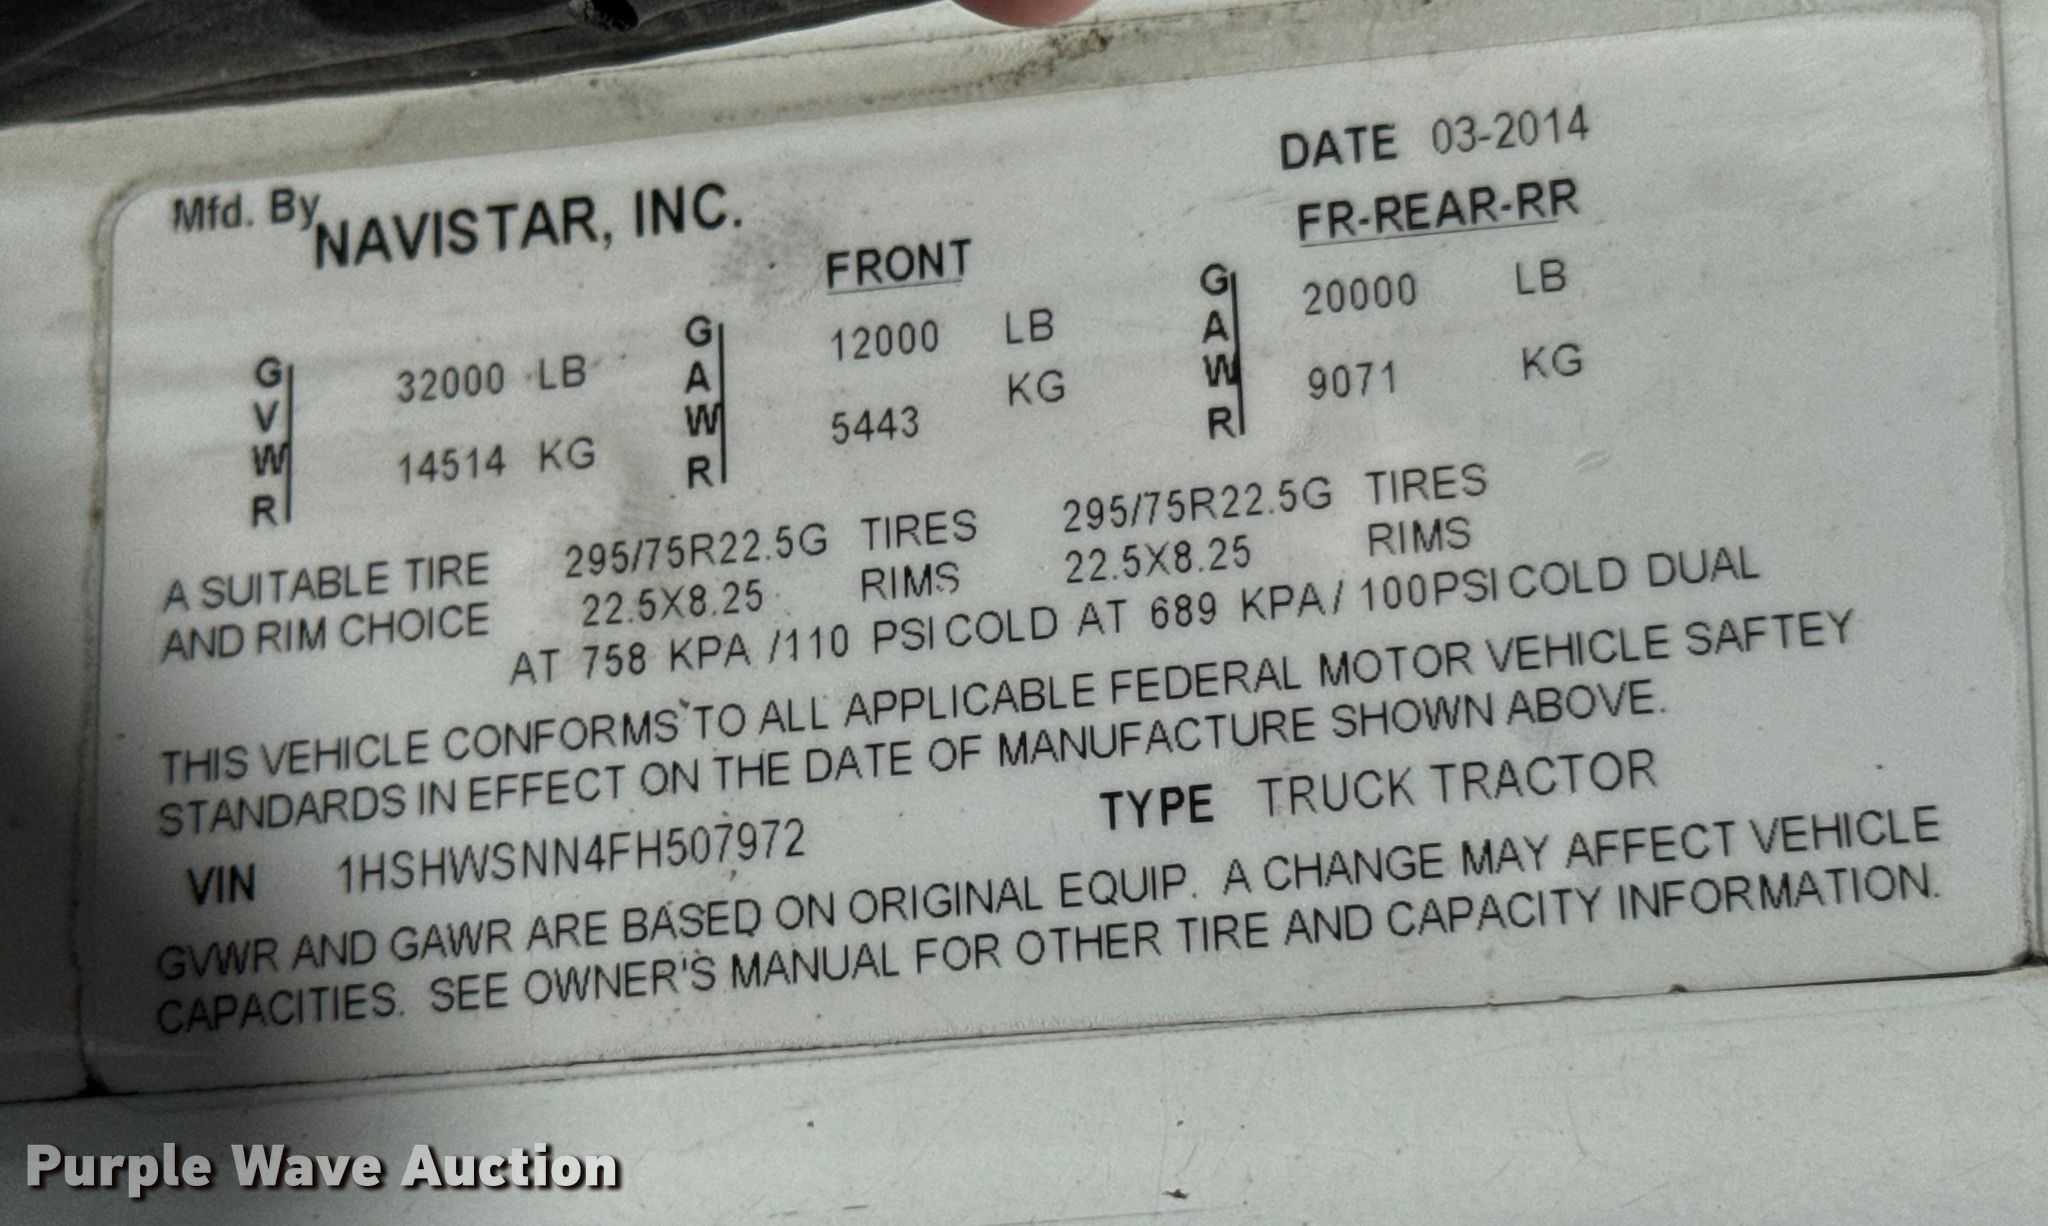 DATE 03-2014
Mfd. By NAVISTAR, INC.
FRONT
FR-REAR-RR
GVWR 32000 LB 14514 KG
GAWR 12000 LB 5443 KG
GAWR 20000 LB 9071 KG
A SUITABLE TIRE 295/75R22.5G TIRES 295/75R22.5G TIRES
AND RIM CHOICE 22.5X8.25 RIMS 22.5X8.25 RIMS
AT 758 KPA /110 PSI COLD AT 689 KPA/ 100PSI COLD DUAL
THIS VEHICLE CONFORMS TO ALL APPLICABLE FEDERAL MOTOR VEHICLE SAFTEY
STANDARDS IN EFFECT ON THE DATE OF MANUFACTURE SHOWN ABOVE.
VIN 1HSHWSNN4FH507972 TYPE TRUCK TRACTOR
GVWR AND GAWR ARE BASED ON ORIGINAL EQUIP. A CHANGE MAY AFFECT VEHICLE
CAPACITIES. SEE OWNER'S MANUAL FOR OTHER TIRE AND CAPACITY INFORMATION.
Purple Wave Auction